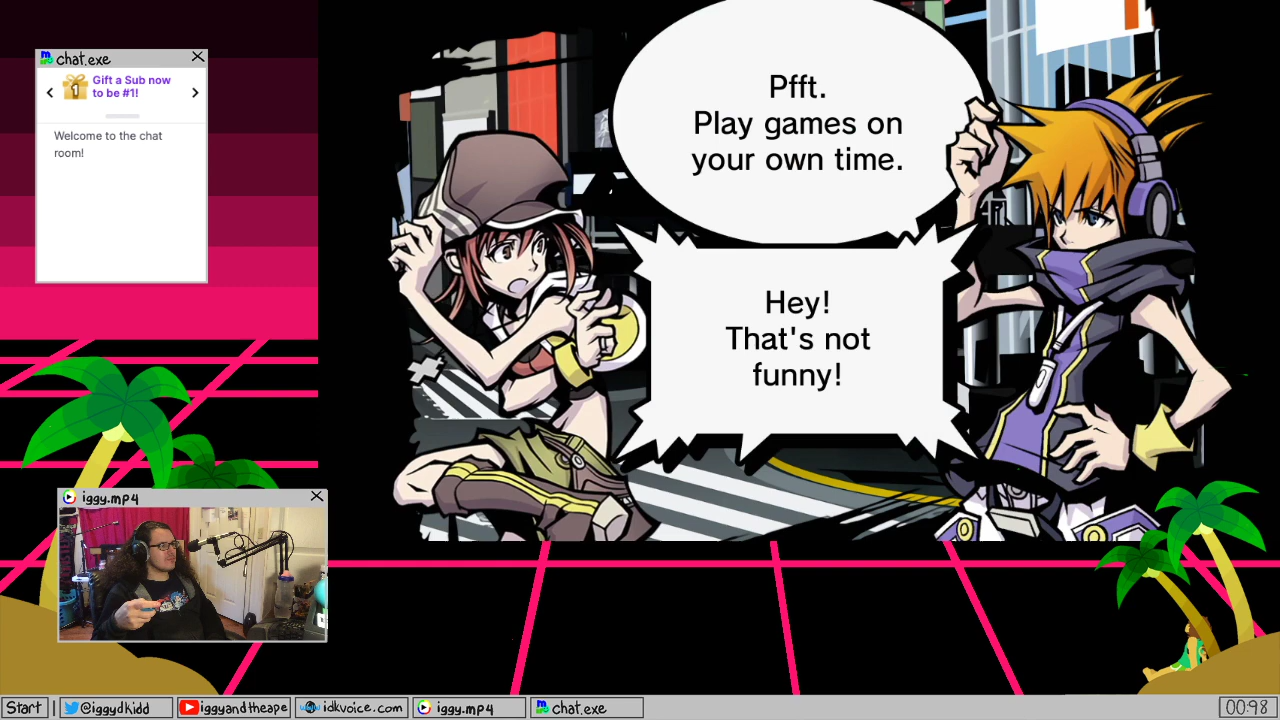 chat.exe
Gift a Sub now
to be #1!
1
Welcome to the chat
room!
Pfft.
Play games on
your own time.
Hey!
That's not
funny!
iggy.mp4
Start
@iggydkidd
iggyandtheape
idkvoice.com
iggy.mp4
chat.exe
00:98